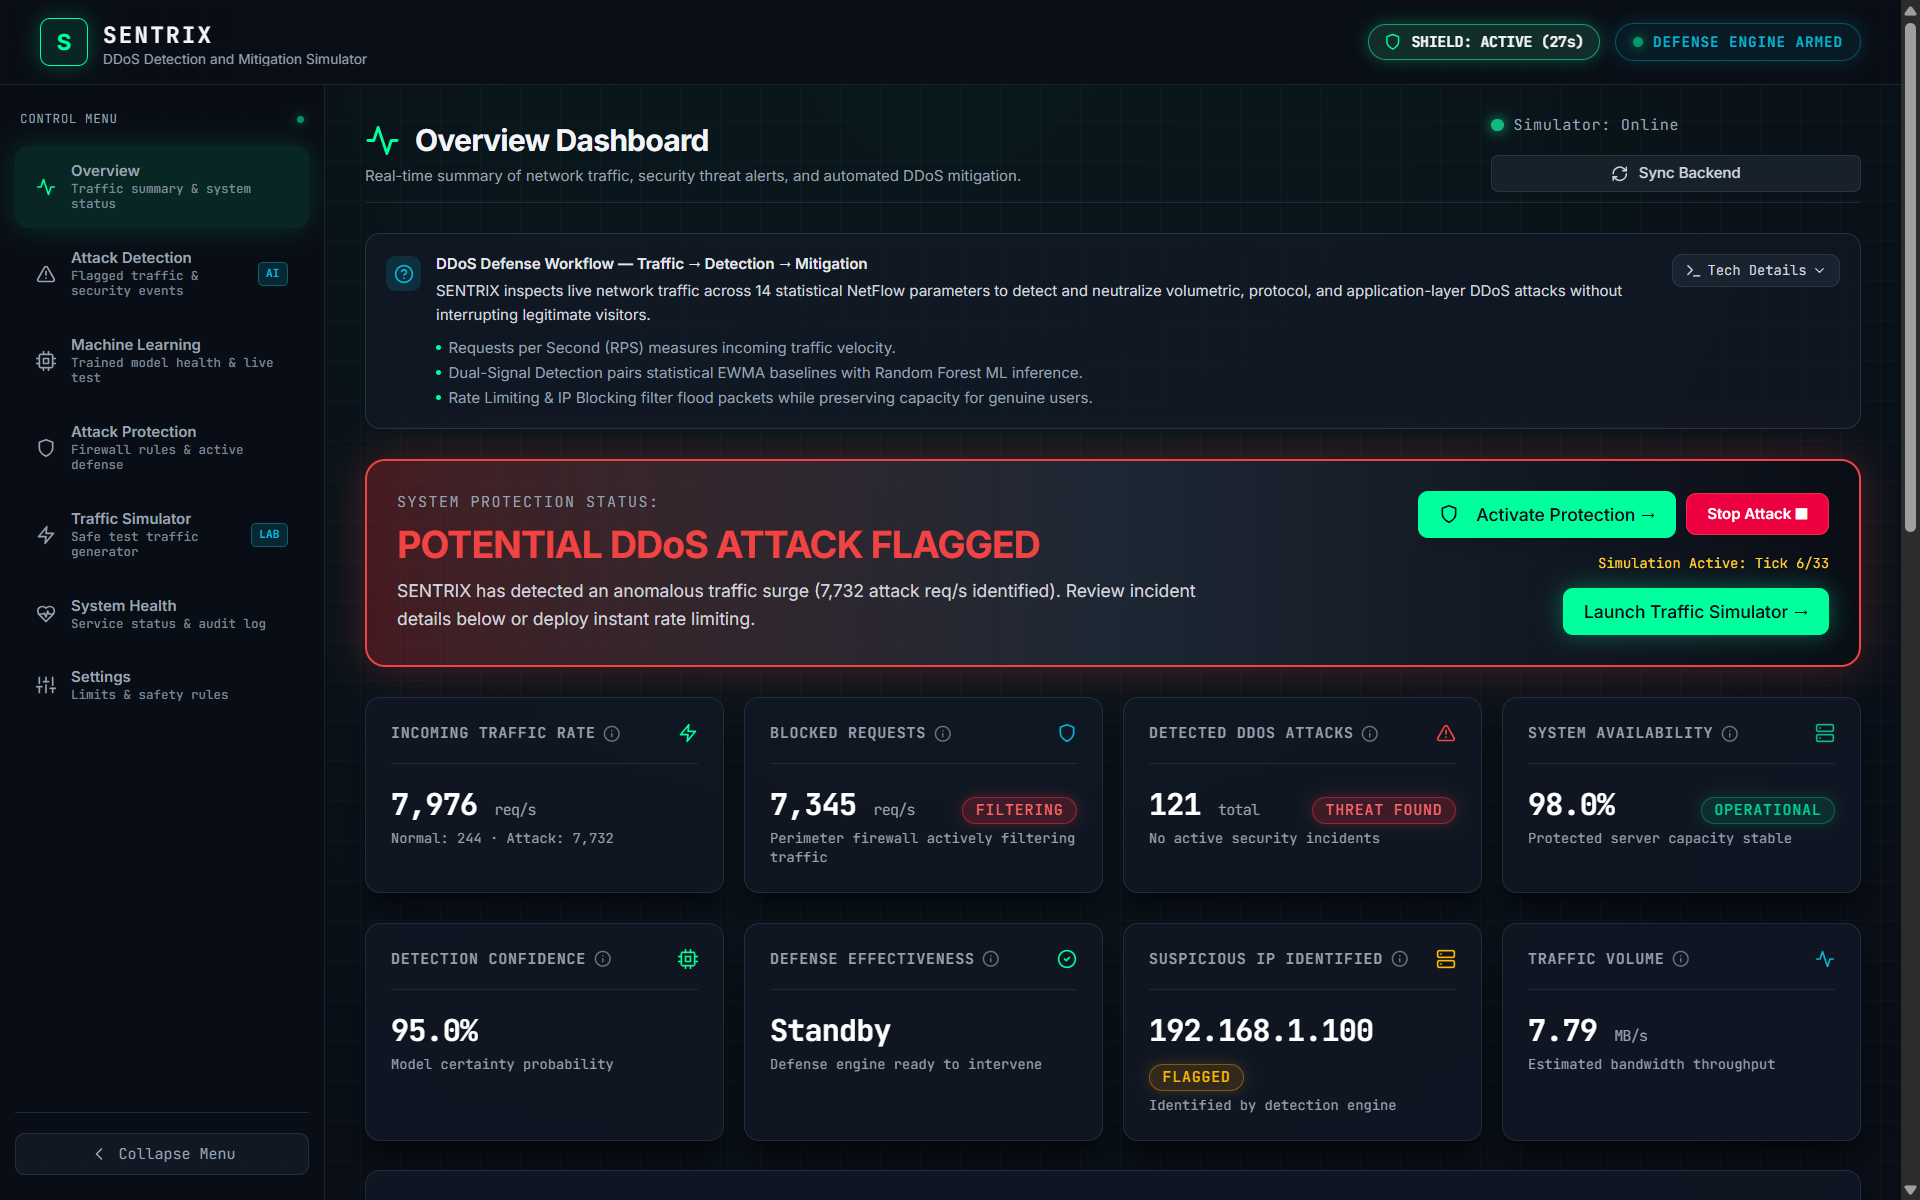 S
SENTRIX
DDoS Detection and Mitigation Simulator
SHIELD: ACTIVE (27s)
DEFENSE ENGINE ARMED
CONTROL MENU
Overview
Traffic summary & system
status
Attack Detection
Flagged traffic &
security events
AI
Machine Learning
Trained model health & live
test
Attack Protection
Firewall rules & active
defense
Traffic Simulator
Safe test traffic
generator
LAB
System Health
Service status & audit log
Settings
Limits & safety rules
Collapse Menu
Overview Dashboard
Real-time summary of network traffic, security threat alerts, and automated DDoS mitigation.
Simulator: Online
Sync Backend
DDoS Defense Workflow — Traffic → Detection → Mitigation
SENTRIX inspects live network traffic across 14 statistical NetFlow parameters to detect and neutralize volumetric, protocol, and application-layer DDoS attacks without
interrupting legitimate visitors.
• Requests per Second (RPS) measures incoming traffic velocity.
• Dual-Signal Detection pairs statistical EWMA baselines with Random Forest ML inference.
• Rate Limiting & IP Blocking filter flood packets while preserving capacity for genuine users.
Tech Details
SYSTEM PROTECTION STATUS:
POTENTIAL DDoS ATTACK FLAGGED
SENTRIX has detected an anomalous traffic surge (7,732 attack req/s identified). Review incident
details below or deploy instant rate limiting.
Activate Protection →
Stop Attack ■
Simulation Active: Tick 6/33
Launch Traffic Simulator →
INCOMING TRAFFIC RATE
7,976 req/s
Normal: 244 · Attack: 7,732
BLOCKED REQUESTS
7,345 req/s
FILTERING
Perimeter firewall actively filtering
traffic
DETECTED DDOS ATTACKS
121 total
THREAT FOUND
No active security incidents
SYSTEM AVAILABILITY
98.0%
OPERATIONAL
Protected server capacity stable
DETECTION CONFIDENCE
95.0%
Model certainty probability
DEFENSE EFFECTIVENESS
Standby
Defense engine ready to intervene
SUSPICIOUS IP IDENTIFIED
192.168.1.100
FLAGGED
Identified by detection engine
TRAFFIC VOLUME
7.79 MB/s
Estimated bandwidth throughput